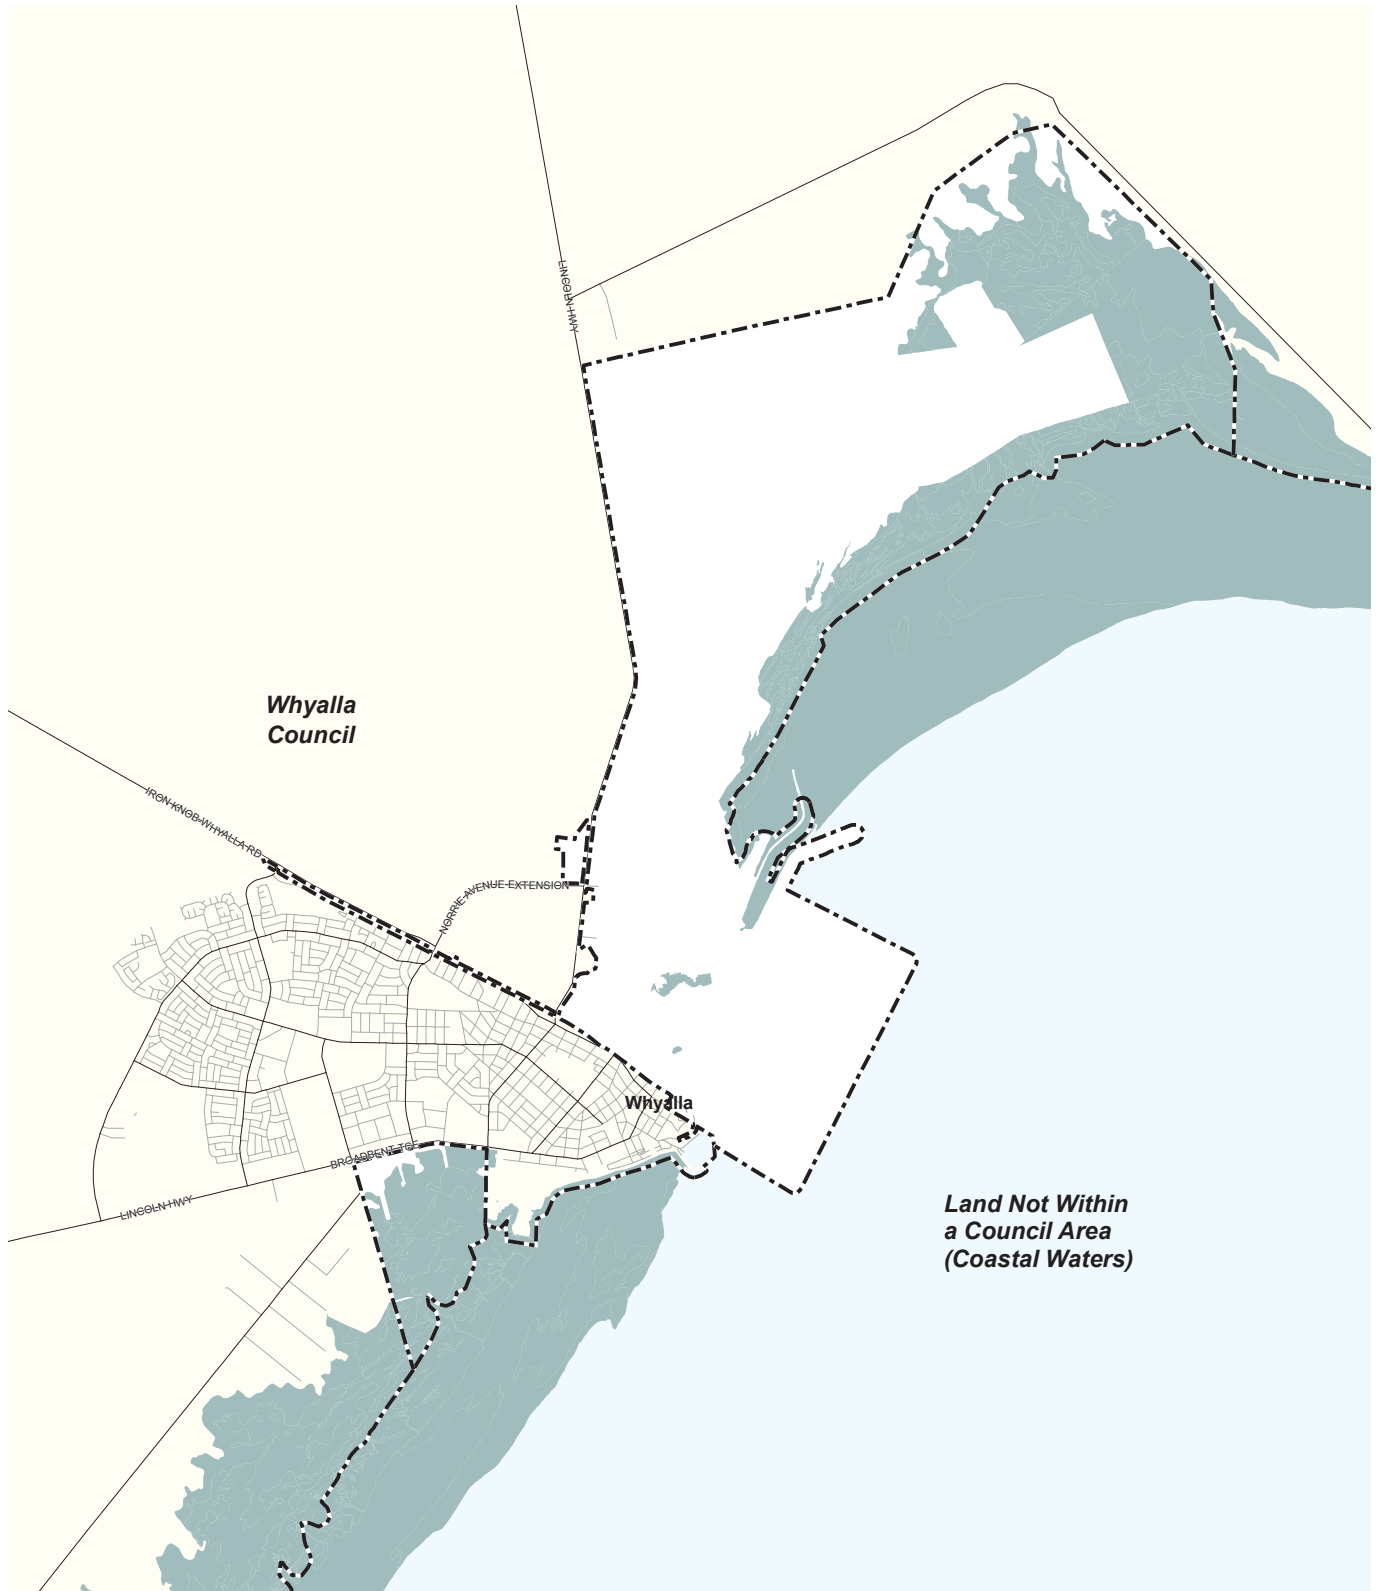 LINCOLN HWY
Whyalla
Council
IRON KNOB-WHYALLA RD
NORRIE AVENUE EXTENSION
Whyalla
BROADBENT TCE
LINCOLN HWY
Land Not Within
a Council Area
(Coastal Waters)